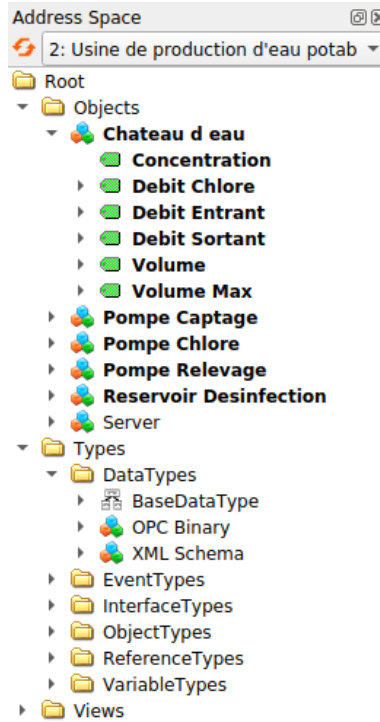 Address Space
2: Usine de production d'eau potab
Root
Objects
Chateau d eau
Concentration
Debit Chlore
Debit Entrant
Debit Sortant
Volume
Volume Max
Pompe Captage
Pompe Chlore
Pompe Relevage
Reservoir Desinfection
Server
Types
DataTypes
BaseDataType
OPC Binary
XML Schema
EventTypes
InterfaceTypes
ObjectTypes
ReferenceTypes
VariableTypes
Views